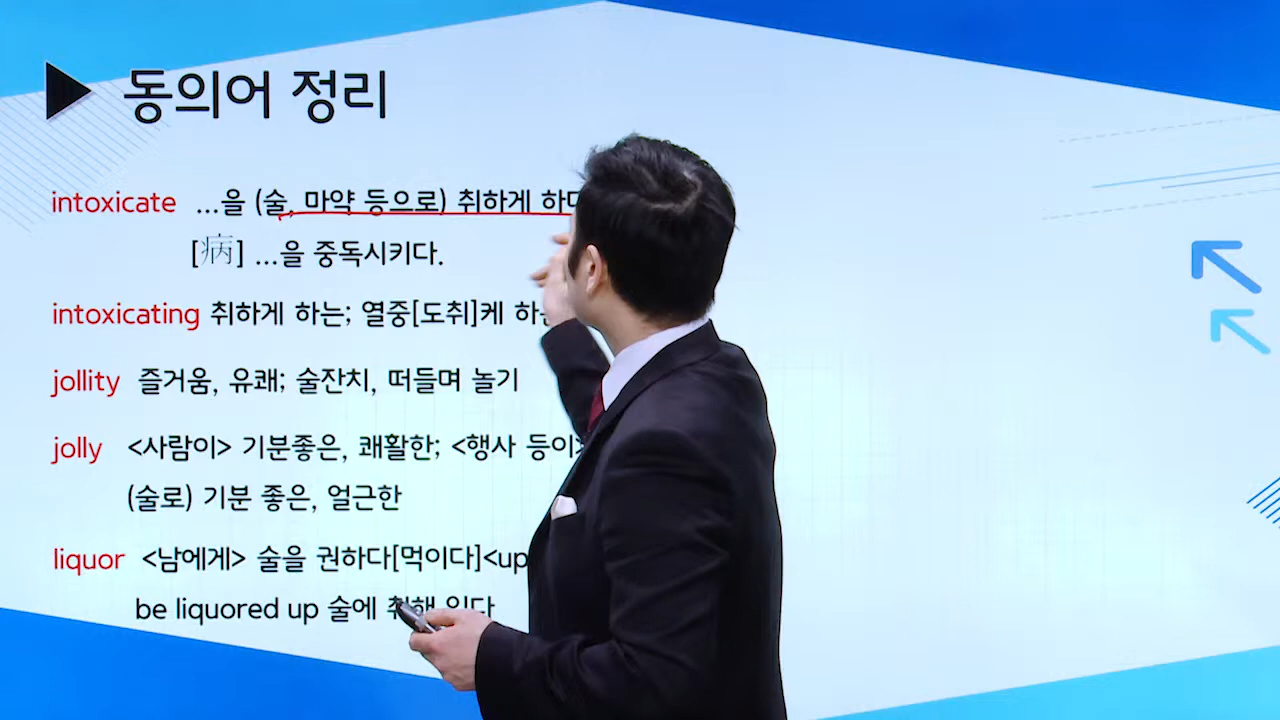 동의어 정리
intoxicate ...을 (술, 마약 등으로) 취하게 하다
[病] ...을 중독시키다.
intoxicating 취하게 하는; 열중[도취]케 하는
jollity 즐거움, 유쾌; 술잔치, 떠들며 놀기
jolly <사람이> 기분좋은, 쾌활한; <행사 등이>
(술로) 기분 좋은, 얼근한
liquor <남에게> 술을 권하다[먹이다]<up
be liquored up 술에 취해 있다